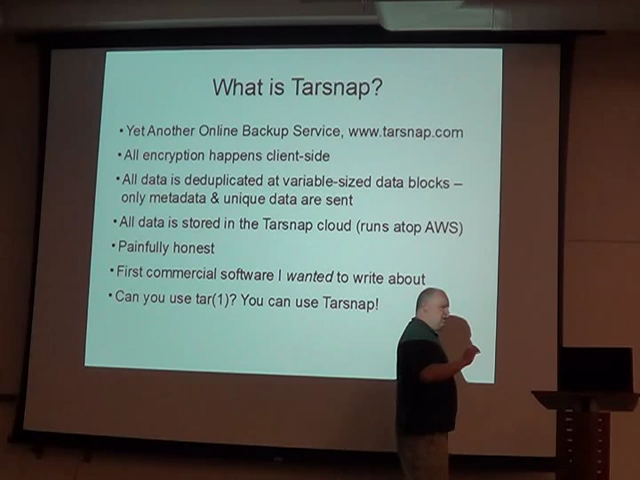 What is Tarsnap?
• Yet Another Online Backup Service, www.tarsnap.com
• All encryption happens client-side
• All data is deduplicated at variable-sized data blocks –
only metadata & unique data are sent
• All data is stored in the Tarsnap cloud (runs atop AWS)
• Painfully honest
• First commercial software I wanted to write about
• Can you use tar(1)? You can use Tarsnap!